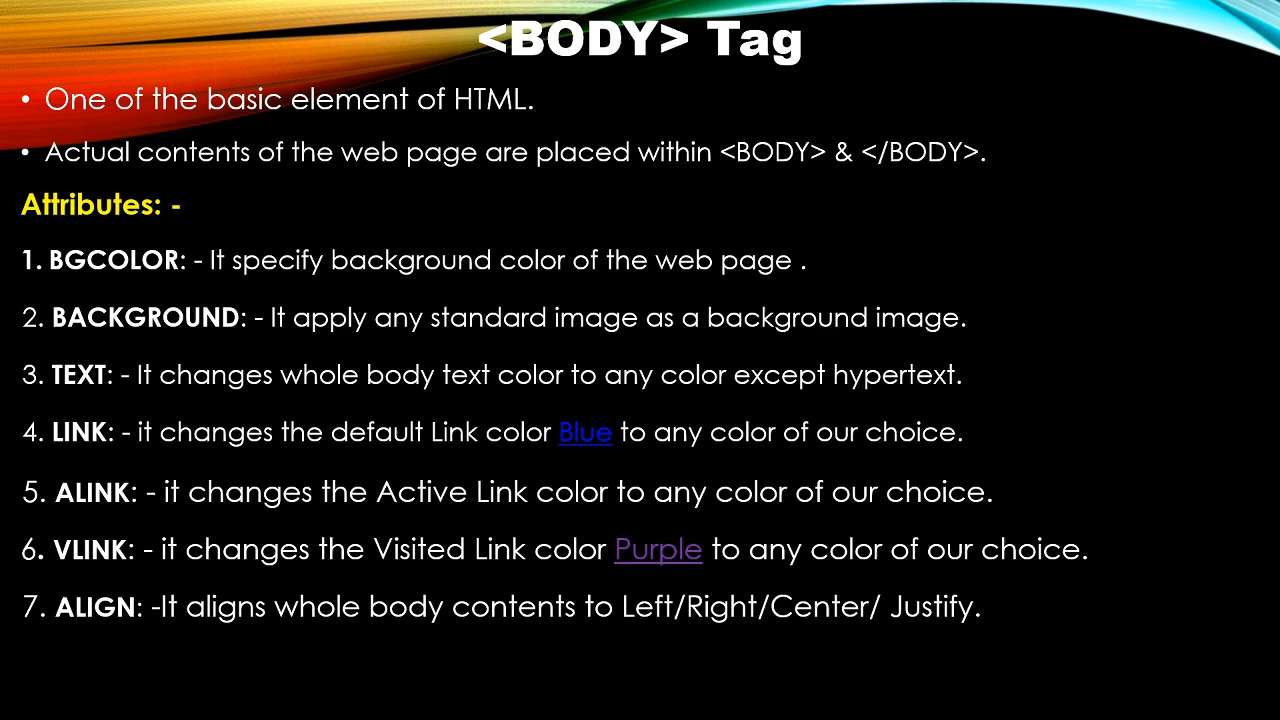 <BODY> Tag
• One of the basic element of HTML.
• Actual contents of the web page are placed within <BODY> & </BODY>.
Attributes: -
1. BGCOLOR: - It specify background color of the web page .
2. BACKGROUND: - It apply any standard image as a background image.
3. TEXT: - It changes whole body text color to any color except hypertext.
4. LINK: - it changes the default Link color Blue to any color of our choice.
5. ALINK: - it changes the Active Link color to any color of our choice.
6. VLINK: - it changes the Visited Link color Purple to any color of our choice.
7. ALIGN: -It aligns whole body contents to Left/Right/Center/ Justify.